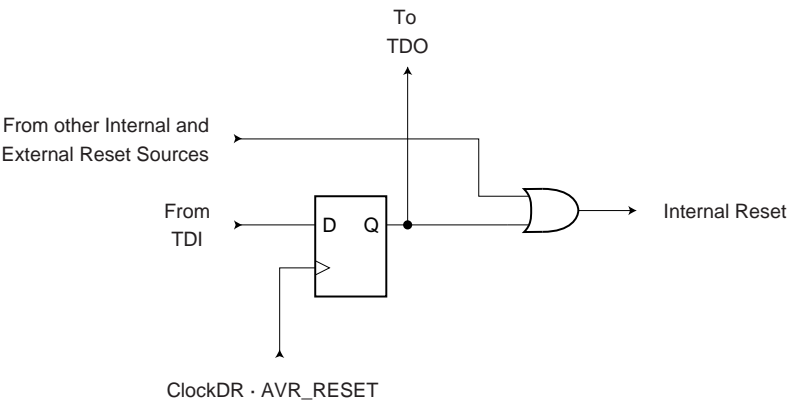 To
TDO
From other Internal and
External Reset Sources
From
TDI
D Q
Internal Reset
ClockDR · AVR_RESET